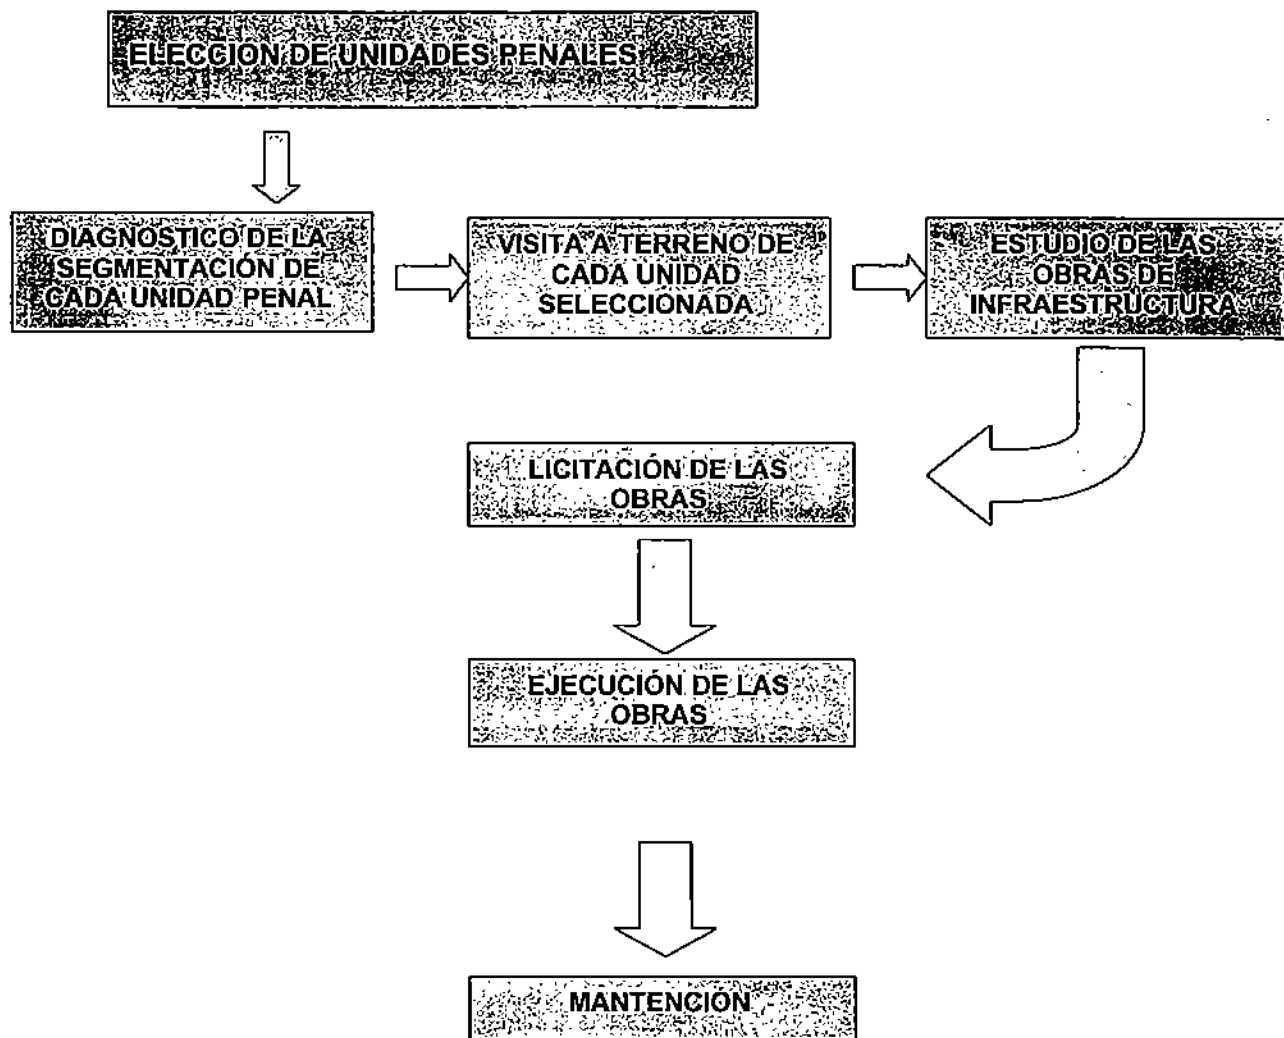 ELECCION DE UNIDADES PENALES
DIAGNOSTICO DE LA
SEGMENTACIÓN DE
CADA UNIDAD PENAL
VISITA A TERRENO DE
CADA UNIDAD
SELECCIONADA
ESTUDIO DE LAS
OBRAS DE
INFRAESTRUCTURA
LICITACIÓN DE LAS
OBRAS
EJECUCIÓN DE LAS
OBRAS
MANTENCION